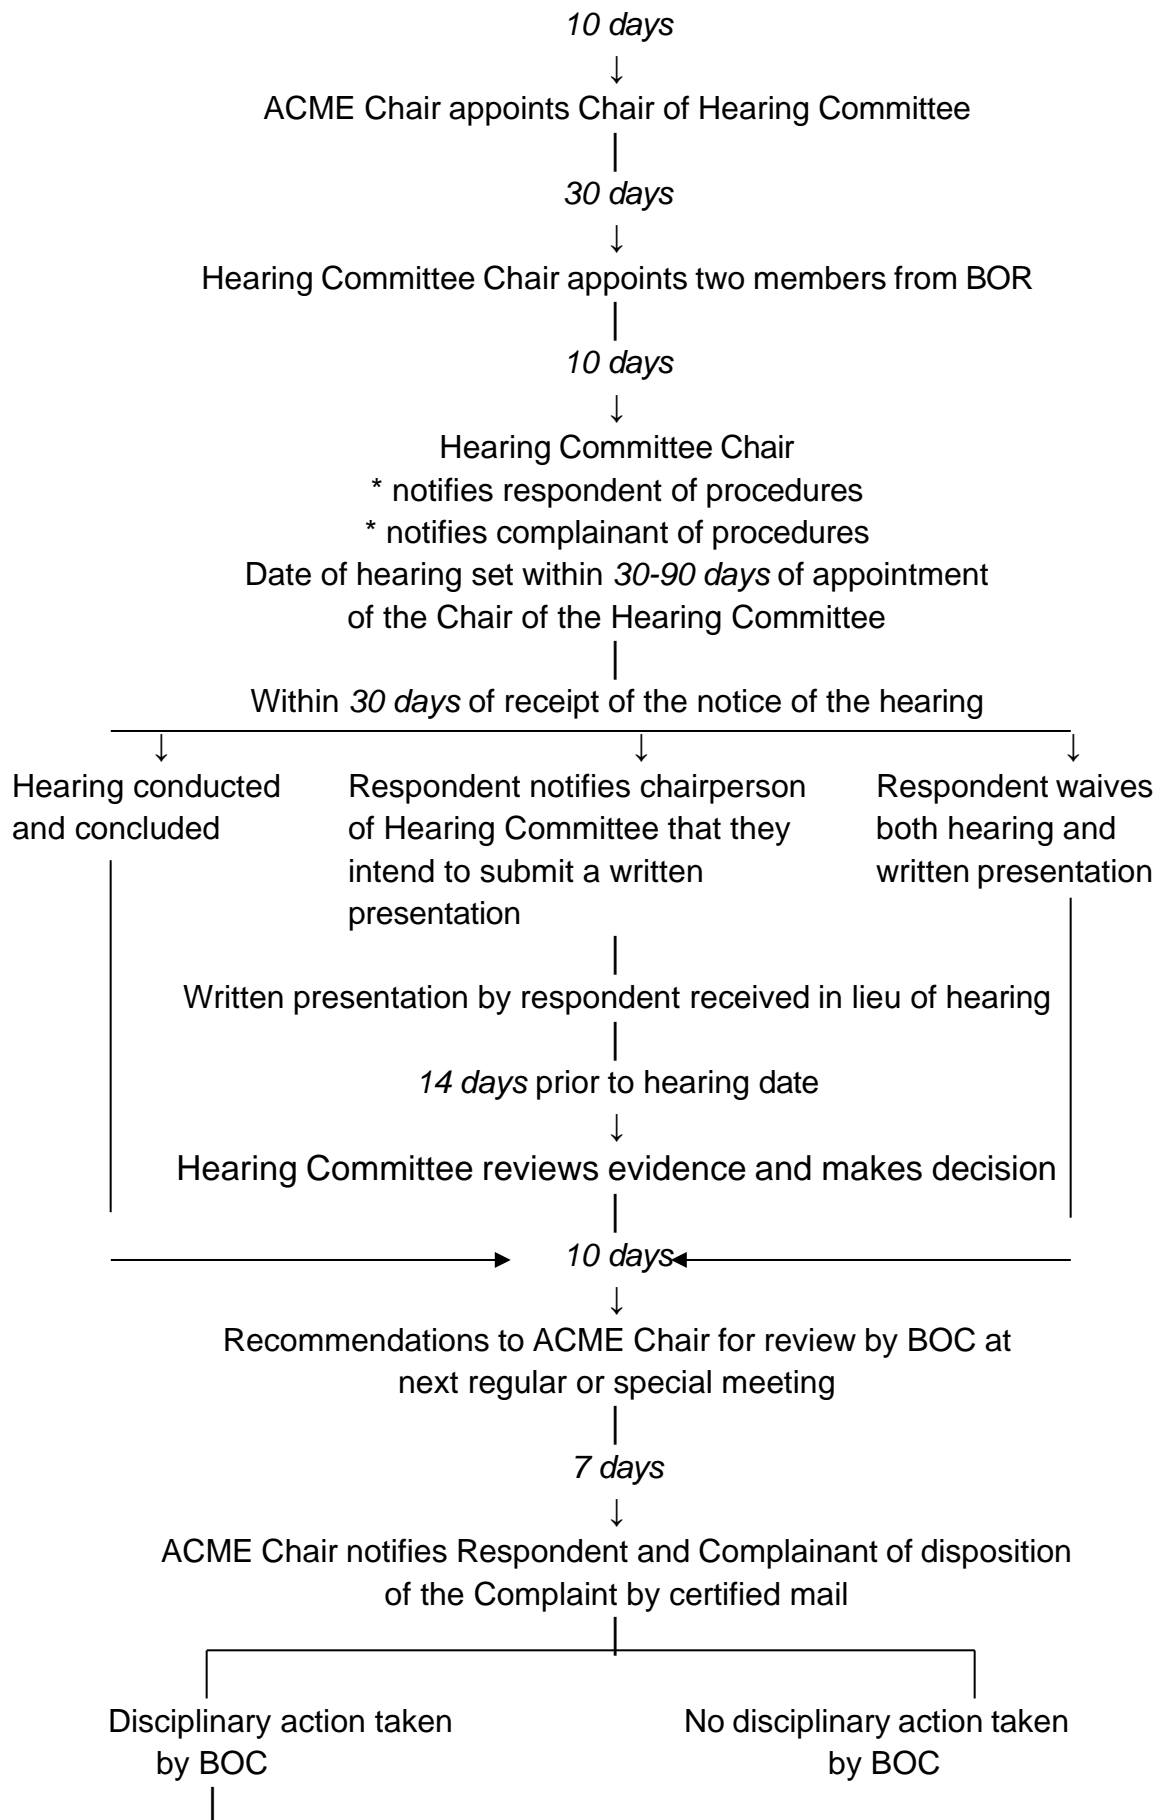 10 days
↓
ACME Chair appoints Chair of Hearing Committee
30 days
↓
Hearing Committee Chair appoints two members from BOR
10 days
↓
Hearing Committee Chair
* notifies respondent of procedures
* notifies complainant of procedures
Date of hearing set within 30-90 days of appointment
of the Chair of the Hearing Committee
Within 30 days of receipt of the notice of the hearing
↓ ↓ ↓
Hearing conducted
and concluded
Respondent notifies chairperson
of Hearing Committee that they
intend to submit a written
presentation
Respondent waives
both hearing and
written presentation
Written presentation by respondent received in lieu of hearing
14 days prior to hearing date
↓
Hearing Committee reviews evidence and makes decision
10 days
↓
Recommendations to ACME Chair for review by BOC at
next regular or special meeting
7 days
↓
ACME Chair notifies Respondent and Complainant of disposition
of the Complaint by certified mail
Disciplinary action taken
by BOC
No disciplinary action taken
by BOC